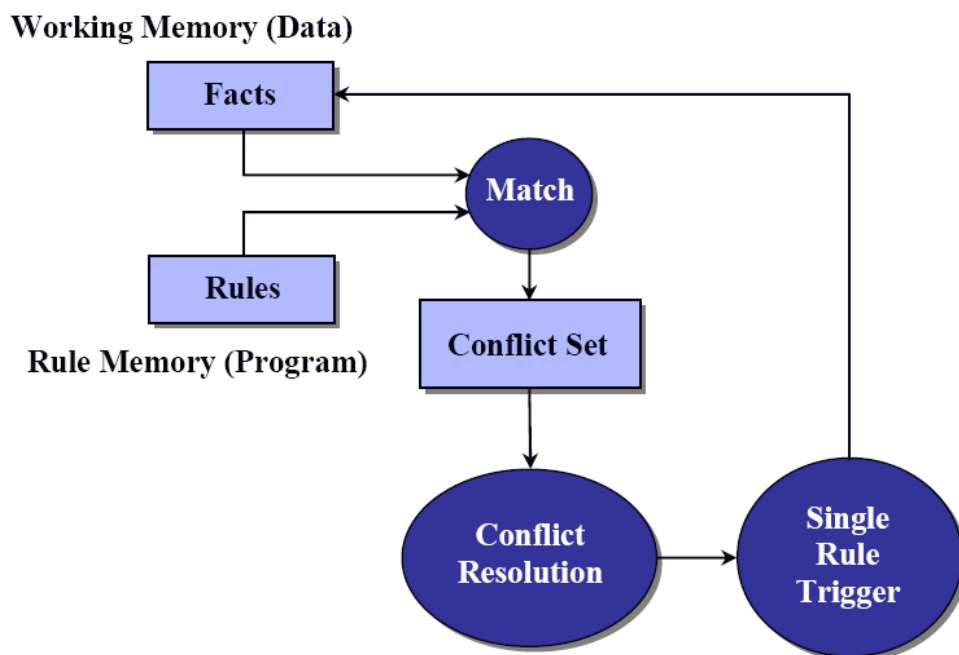 Working Memory (Data)
Facts
Match
Rules
Conflict Set
Rule Memory (Program)
Conflict
Resolution
Single
Rule
Trigger